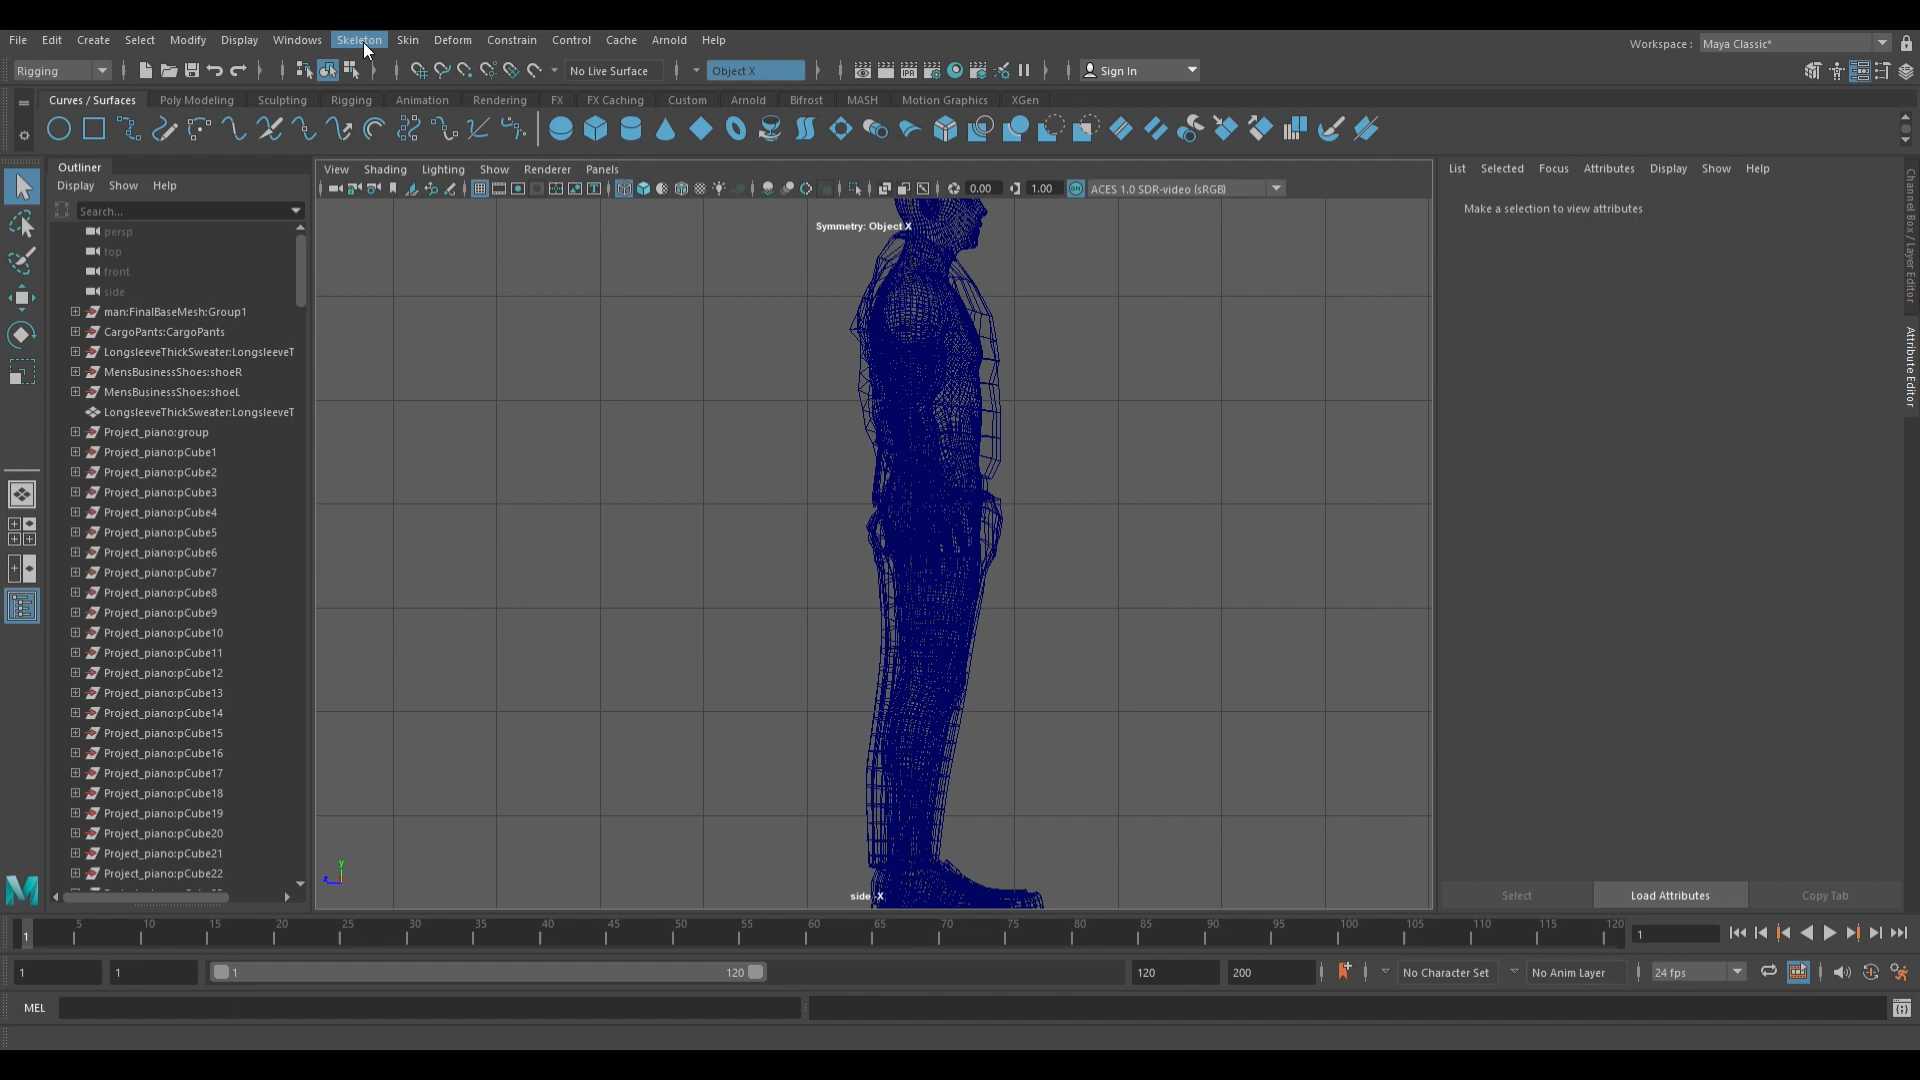 File Edit Create Select Modify Display Windows Skeleton Skin Deform Constrain Control Cache Arnold Help
Workspace : Maya Classic*
Rigging No Live Surface Object X Sign In
Curves / Surfaces Poly Modeling Sculpting Rigging Animation Rendering FX FX Caching Custom Arnold Bifrost MASH Motion Graphics XGen
Outliner
Display Show Help
Search...
persp
top
front
side
man:FinalBaseMesh:Group1
CargoPants:CargoPants
LongsleeveThickSweater:LongsleeveT
MensBusinessShoes:shoeR
MensBusinessShoes:shoeL
LongsleeveThickSweater:LongsleeveT
Project_piano:group
Project_piano:pCube1
Project_piano:pCube2
Project_piano:pCube3
Project_piano:pCube4
Project_piano:pCube5
Project_piano:pCube6
Project_piano:pCube7
Project_piano:pCube8
Project_piano:pCube9
Project_piano:pCube10
Project_piano:pCube11
Project_piano:pCube12
Project_piano:pCube13
Project_piano:pCube14
Project_piano:pCube15
Project_piano:pCube16
Project_piano:pCube17
Project_piano:pCube18
Project_piano:pCube19
Project_piano:pCube20
Project_piano:pCube21
Project_piano:pCube22
View Shading Lighting Show Renderer Panels
0.00 1.00 ON ACES 1.0 SDR-video (sRGB)
Symmetry: Object X
y
z
side -X
List Selected Focus Attributes Display Show Help
Make a selection to view attributes
Select Load Attributes Copy Tab
Channel Box / Layer Editor
Attribute Editor
1 5 10 15 20 25 30 35 40 45 50 55 60 65 70 75 80 85 90 95 100 105 110 115 120 1
1 1 1 120 120 200 No Character Set No Anim Layer 24 fps
MEL